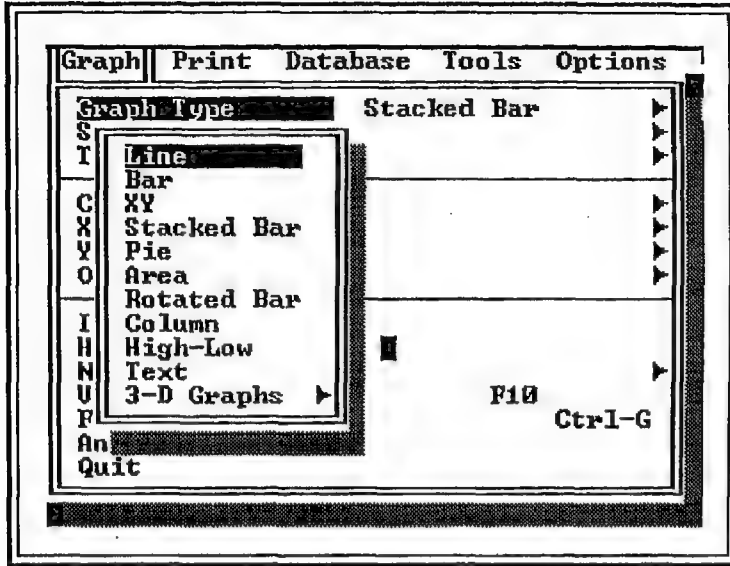 Graph Print Database Tools Options
Graph Type Stacked Bar
S
T
Line
Bar
C XY
X Stacked Bar
Y Pie
O Area
Rotated Bar
I Column
H High-Low
N Text
V 3-D Graphs F10
F Ctrl-G
An
Quit